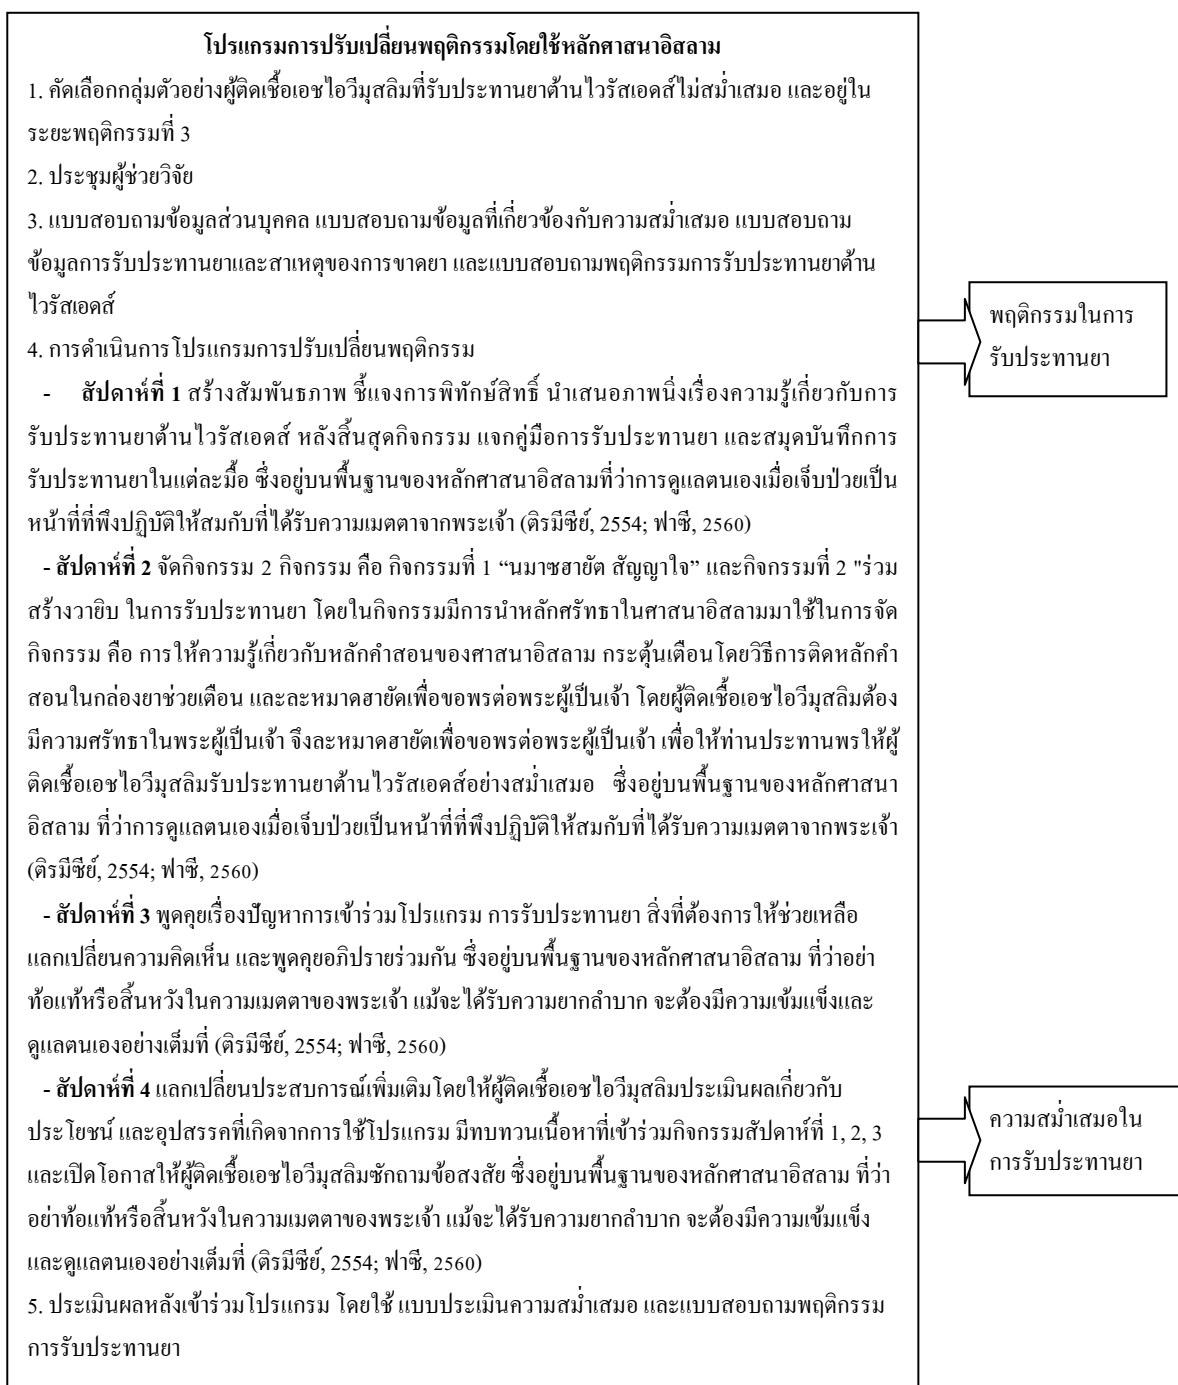 โปรแกรมการปรับเปลี่ยนพฤติกรรมโดยใช้หลักศาสนาอิสลาม
1. คัดเลือกกลุ่มตัวอย่างผู้ติดเชื้อเอชไอวีมุสลิมที่รับประทานยาต้านไวรัสเอดส์ไม่สม่ำเสมอ และอยู่ใน
ระยะพฤติกรรมที่ 3
2. ประชุมผู้ช่วยวิจัย
3. แบบสอบถามข้อมูลส่วนบุคคล แบบสอบถามข้อมูลที่เกี่ยวข้องกับความสม่ำเสมอ แบบสอบถาม
ข้อมูลการรับประทานยาและสาเหตุของการขาดยา และแบบสอบถามพฤติกรรมการรับประทานยาต้าน
ไวรัสเอดส์
4. การดำเนินการโปรแกรมการปรับเปลี่ยนพฤติกรรม
- สัปดาห์ที่ 1 สร้างสัมพันธภาพ ชี้แจงการพิทักษ์สิทธิ์ นำเสนอภาพนิ่งเรื่องความรู้เกี่ยวกับการ
รับประทานยาต้านไวรัสเอดส์ หลังสิ้นสุดกิจกรรม แจกคู่มือการรับประทานยา และสมุดบันทึกการ
รับประทานยาในแต่ละมื้อ ซึ่งอยู่บนพื้นฐานของหลักศาสนาอิสลามที่ว่าการดูแลตนเองเมื่อเจ็บป่วยเป็น
หน้าที่ที่พึงปฏิบัติให้สมกับที่ได้รับความเมตตาจากพระเจ้า (ติรมีซีย์, 2554; ฟาซี, 2560)
- สัปดาห์ที่ 2 จัดกิจกรรม 2 กิจกรรม คือ กิจกรรมที่ 1 “นมาซฮายัต สัญญาใจ” และกิจกรรมที่ 2 "ร่วม
สร้างวายิบ ในการรับประทานยา โดยในกิจกรรมมีการนำหลักศรัทธาในศาสนาอิสลามมาใช้ในการจัด
กิจกรรม คือ การให้ความรู้เกี่ยวกับหลักคำสอนของศาสนาอิสลาม กระตุ้นเตือนโดยวิธีการติดหลักคำ
สอนในกล่องยาช่วยเตือน และละหมาดฮายัดเพื่อขอพรต่อพระผู้เป็นเจ้า โดยผู้ติดเชื้อเอชไอวีมุสลิมต้อง
มีความศรัทธาในพระผู้เป็นเจ้า จึงละหมาดฮายัตเพื่อขอพรต่อพระผู้เป็นเจ้า เพื่อให้ท่านประทานพรให้ผู้
ติดเชื้อเอชไอวีมุสลิมรับประทานยาต้านไวรัสเอดส์อย่างสม่ำเสมอ ซึ่งอยู่บนพื้นฐานของหลักศาสนา
อิสลาม ที่ว่าการดูแลตนเองเมื่อเจ็บป่วยเป็นหน้าที่ที่พึงปฏิบัติให้สมกับที่ได้รับความเมตตาจากพระเจ้า
(ติรมีซีย์, 2554; ฟาซี, 2560)
- สัปดาห์ที่ 3 พูดคุยเรื่องปัญหาการเข้าร่วมโปรแกรม การรับประทานยา สิ่งที่ต้องการให้ช่วยเหลือ
แลกเปลี่ยนความคิดเห็น และพูดคุยอภิปรายร่วมกัน ซึ่งอยู่บนพื้นฐานของหลักศาสนาอิสลาม ที่ว่าอย่า
ท้อแท้หรือสิ้นหวังในความเมตตาของพระเจ้า แม้จะได้รับความยากลำบาก จะต้องมีความเข้มแข็งและ
ดูแลตนเองอย่างเต็มที่ (ติรมีซีย์, 2554; ฟาซี, 2560)
- สัปดาห์ที่ 4 แลกเปลี่ยนประสบการณ์เพิ่มเติมโดยให้ผู้ติดเชื้อเอชไอวีมุสลิมประเมินผลเกี่ยวกับ
ประโยชน์ และอุปสรรคที่เกิดจากการใช้โปรแกรม มีทบทวนเนื้อหาที่เข้าร่วมกิจกรรมสัปดาห์ที่ 1, 2, 3
และเปิดโอกาสให้ผู้ติดเชื้อเอชไอวีมุสลิมซักถามข้อสงสัย ซึ่งอยู่บนพื้นฐานของหลักศาสนาอิสลาม ที่ว่า
อย่าท้อแท้หรือสิ้นหวังในความเมตตาของพระเจ้า แม้จะได้รับความยากลำบาก จะต้องมีความเข้มแข็ง
และดูแลตนเองอย่างเต็มที่ (ติรมีซีย์, 2554; ฟาซี, 2560)
5. ประเมินผลหลังเข้าร่วมโปรแกรม โดยใช้ แบบประเมินความสม่ำเสมอ และแบบสอบถามพฤติกรรม
การรับประทานยา
พฤติกรรมในการ
รับประทานยา
ความสม่ำเสมอใน
การรับประทานยา